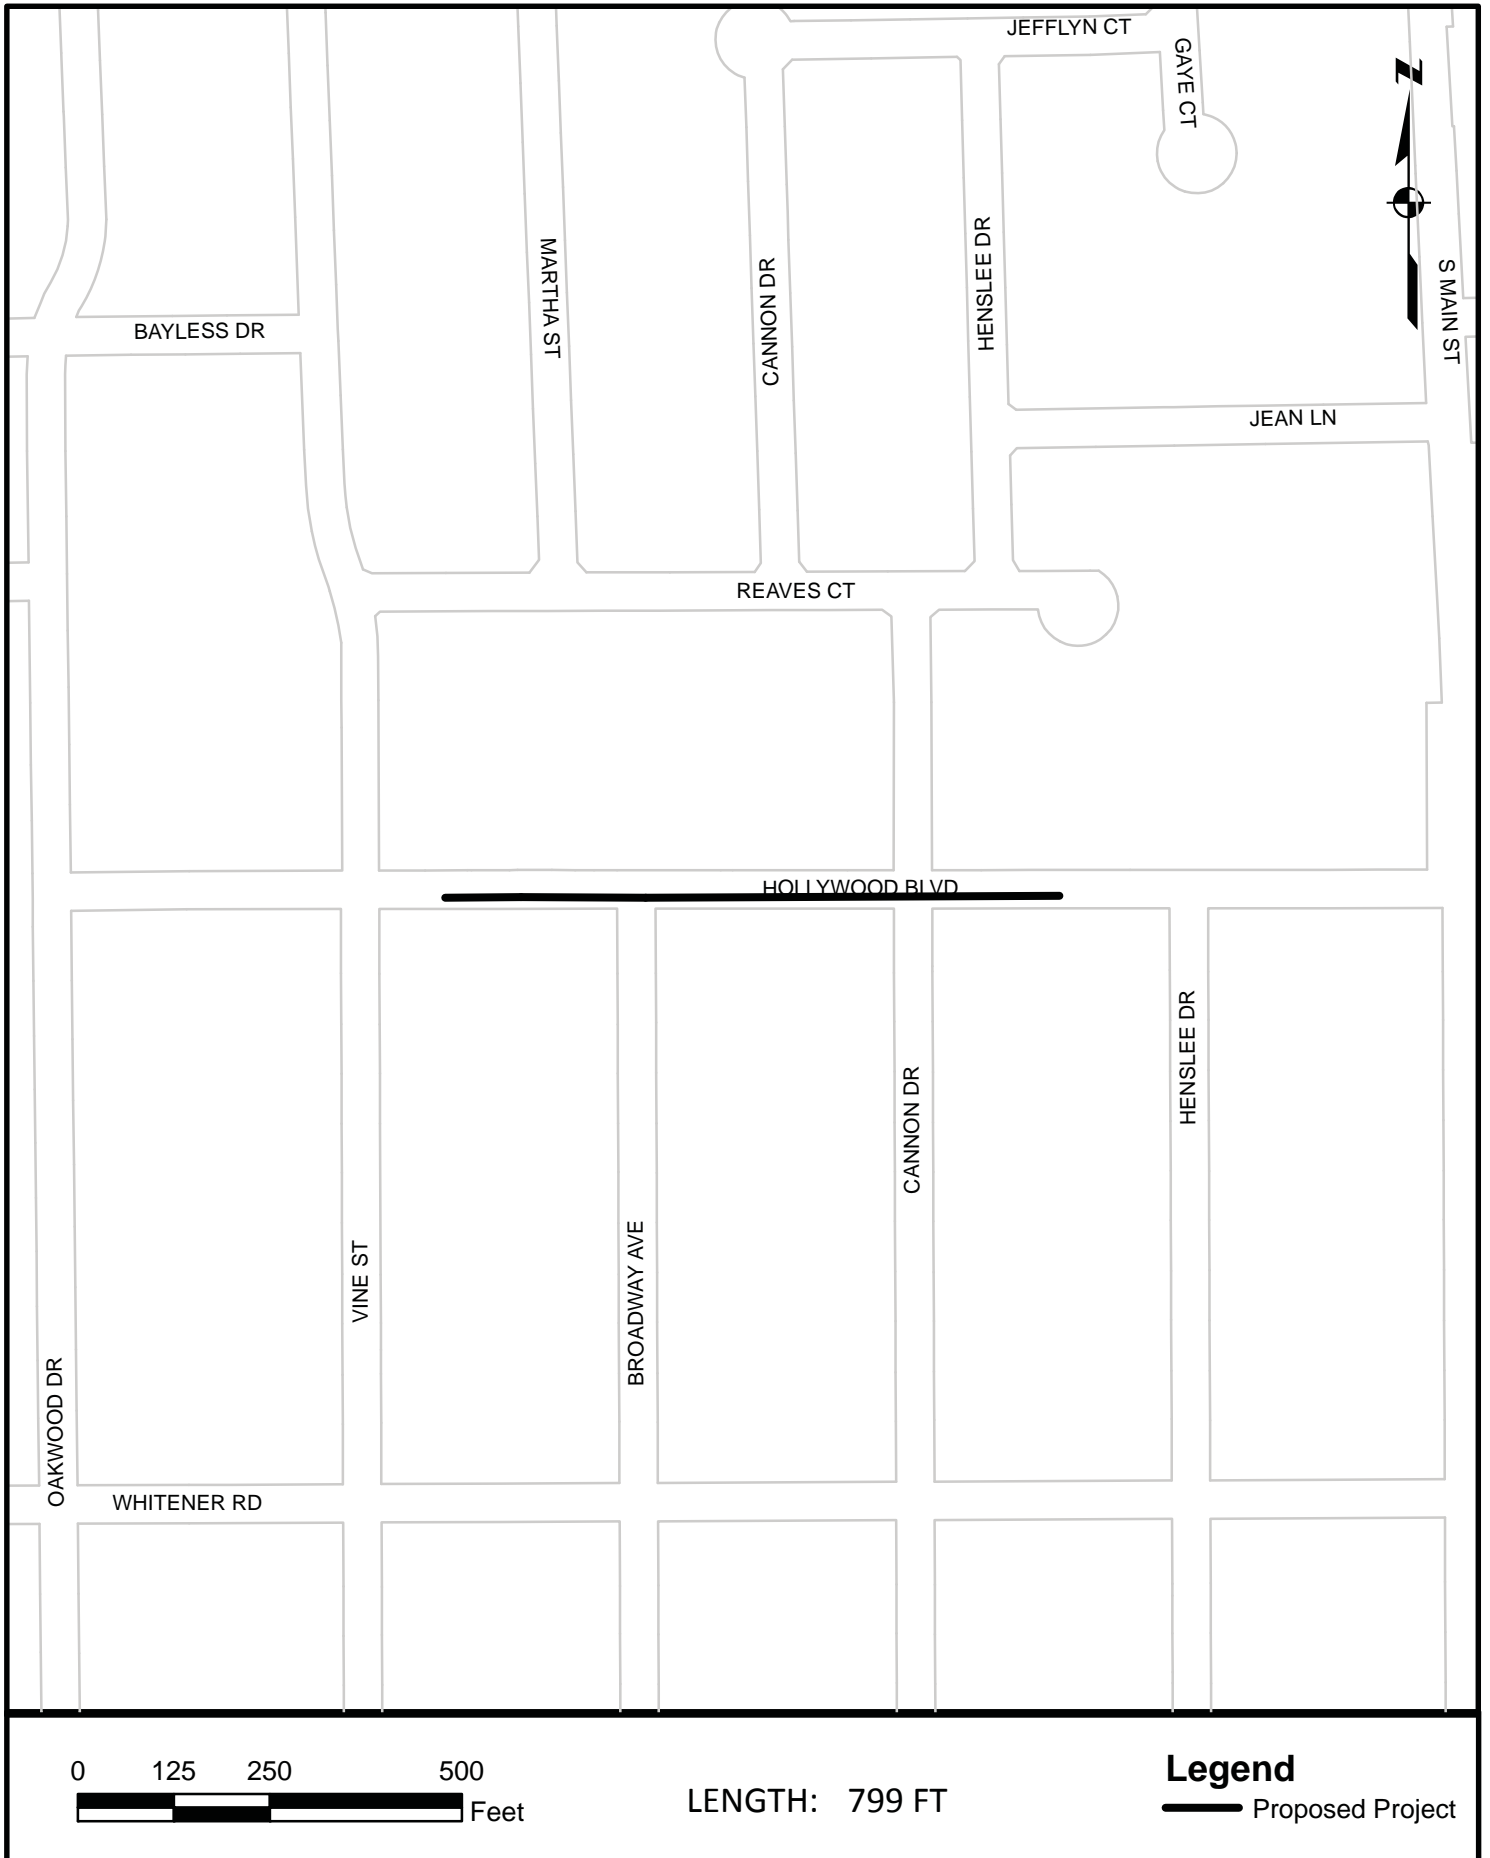 JEFFLYN CT
GAYE CT
N
MARTHA ST
CANNON DR
HENSLEE DR
S MAIN ST
BAYLESS DR
JEAN LN
REAVES CT
HOLLYWOOD BLVD
HENSLEE DR
CANNON DR
BROADWAY AVE
VINE ST
OAKWOOD DR
WHITENER RD
0 125 250 500
Feet
LENGTH: 799 FT
Legend
Proposed Project